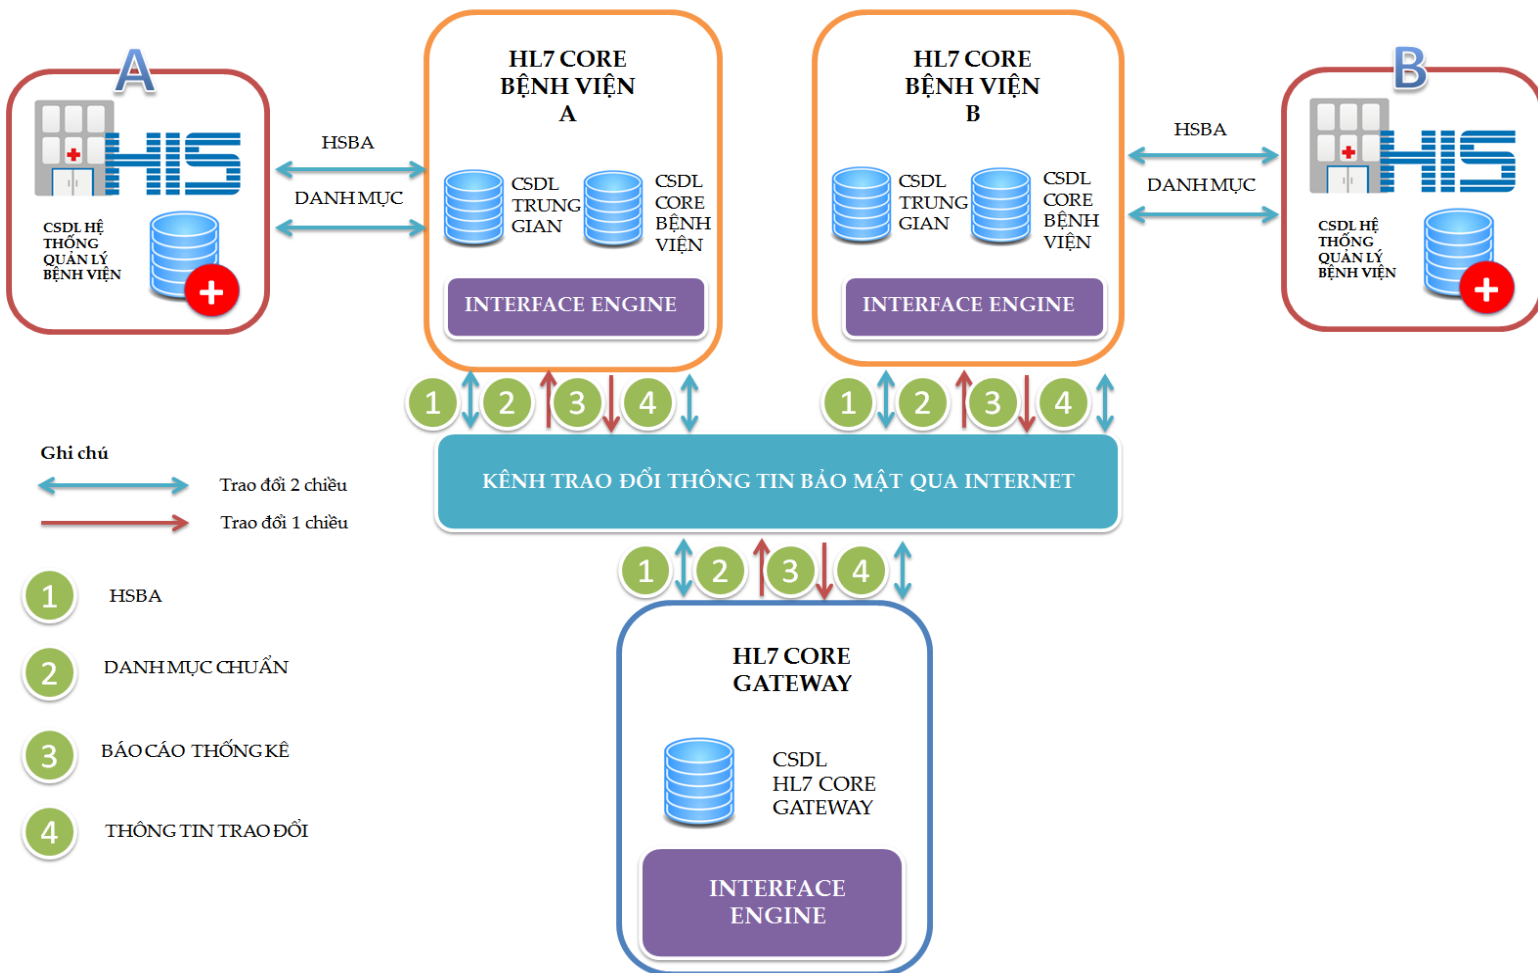 A
HIS
CSDL HỆ
THỐNG
QUẢN LÝ
BỆNH VIỆN
HSBA
DANH MỤC
HL7 CORE
BỆNH VIỆN
A
CSDL
TRUNG
GIAN
CSDL
CORE
BỆNH
VIỆN
INTERFACE ENGINE
HL7 CORE
BỆNH VIỆN
B
CSDL
TRUNG
GIAN
CSDL
CORE
BỆNH
VIỆN
INTERFACE ENGINE
HSBA
DANH MỤC
B
HIS
CSDL HỆ
THỐNG
QUẢN LÝ
BỆNH VIỆN
1 2 3 4
1 2 3 4
KÊNH TRAO ĐỔI THÔNG TIN BẢO MẬT QUA INTERNET
1 2 3 4
HL7 CORE
GATEWAY
CSDL
HL7 CORE
GATEWAY
INTERFACE
ENGINE
Ghi chú
Trao đổi 2 chiều
Trao đổi 1 chiều
1 HSBA
2 DANH MỤC CHUẨN
3 BÁO CÁO THỐNG KÊ
4 THÔNG TIN TRAO ĐỔI